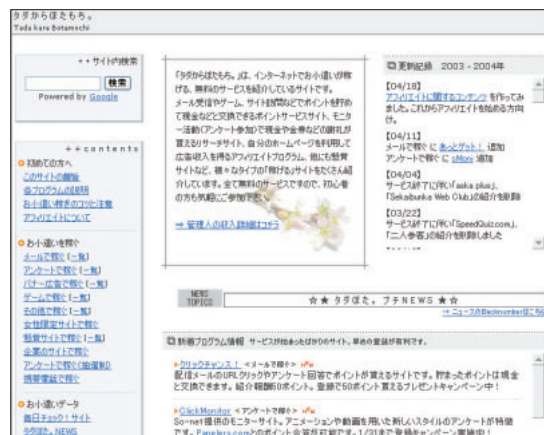 タダからぼたもち。
Tada kara Botamochi
++サイト内検索
検索
Powered by Google
++contents
初めての方へ
このサイトの趣旨
各プログラムの説明
お小遣い稼ぎのコツと注意
アフィリエイトについて
お小遣いを稼ぐ
メールで稼ぐ[一覧]
アンケートで稼ぐ[一覧]
バナー広告で稼ぐ[一覧]
ゲームで稼ぐ[一覧]
その他で稼ぐ[一覧]
女性限定サイトで稼ぐ
懸賞サイトで稼ぐ[一覧]
企業のサイトで稼ぐ
アンケートで稼ぐ(抽選制)
携帯電話で稼ぐ
お小遣いデータ
毎日チェック!サイト
タダぼた。NEWS
「タダからぼたもち。」は、インターネットでお小遣いが稼
げる、無料のサービスを紹介しているサイトです。
メール受信やゲーム、サイト訪問などでポイントを貯め
て現金などと交換できるポイントサービスサイト、モニタ
ー活動(アンケート参加)で現金や金券などの謝礼が
貰えるリサーチサイト、自分のホームページを利用して
広告収入を得るアフィリエイトプログラム、他にも懸賞
サイトなど、様々なタイプの「稼げる」サイトをたくさん紹
介しています。全て無料のサービスですので、初心者
の方も気軽にご参加下さい。
⇒ 管理人の収入詳細はコチラ
更新記録 2003 - 2004年
【04/18】
アフィリエイトに関するコンテンツ を作ってみ
ました。これからアフィリエイトを始める方向
け。
【04/11】
メールで稼ぐ に あっとゲット! 追加
アンケートで稼ぐ に sMoni 追加
【04/04】
サービス終了に伴い「aska plus」、
「Sekaibunka Web Club」の紹介を削除
【03/22】
サービス終了に伴い「SpeedQuiz.com」、
「二人参客」の紹介を削除しました
NEWS
TOPICS
☆★ タダぼた。プチNEWS ★☆
⇒ ニュースのBacknumberはこちら
新着プログラム情報 サービスが始まったばかりのサイト。早めの登録が有利です。
クリックチャンス! <メールで稼ぐ>
配信メールのURLクリックやアンケート回答でポイントが貰えるサイトです。貯まったポイントは現金
と交換できます。紹介報酬50ポイント。登録で50ポイント貰えるプレゼントキャンペーン中!
ClickMonitor <アンケートで稼ぐ>
So-net提供のモニターサイト。アニメーションや動画を用いた新しいスタイルのアンケートが特徴